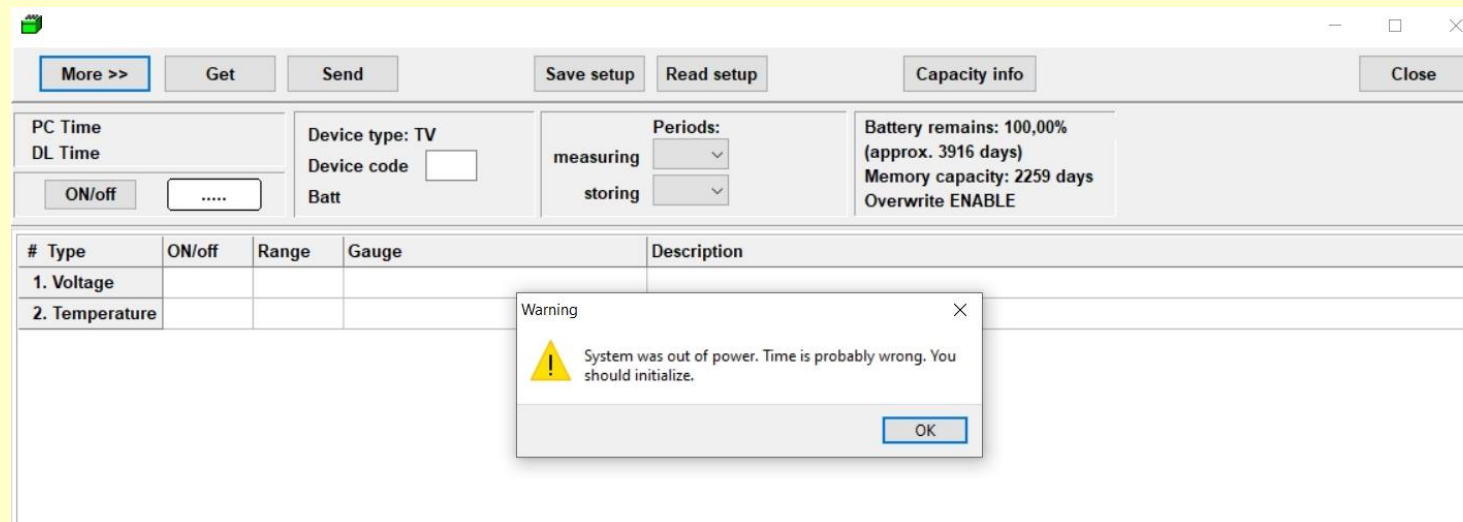 More >> Get Send Save setup Read setup Capacity info Close
PC Time
DL Time
ON/off .....
Device type: TV
Device code
Batt
Periods:
measuring
storing
Battery remains: 100,00%
(approx. 3916 days)
Memory capacity: 2259 days
Overwrite ENABLE
# Type ON/off Range Gauge Description
1. Voltage
2. Temperature
Warning
System was out of power. Time is probably wrong. You
should initialize.
OK